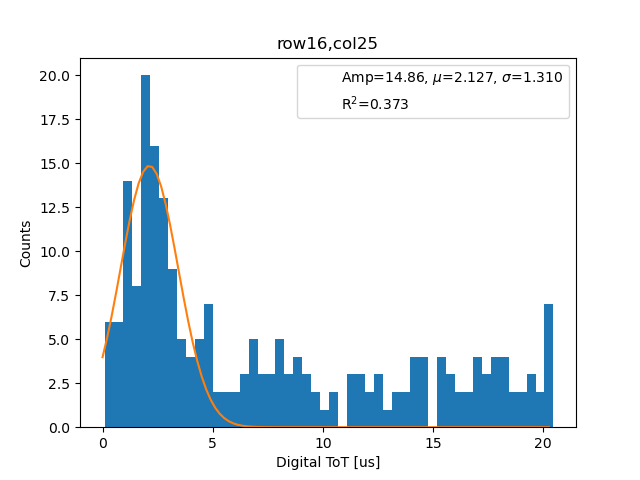 row16,col25
Amp=14.86, μ=2.127, σ=1.310
R²=0.373
20.0
17.5
15.0
12.5
10.0
7.5
5.0
2.5
0.0
Counts
0 5 10 15 20
Digital ToT [us]